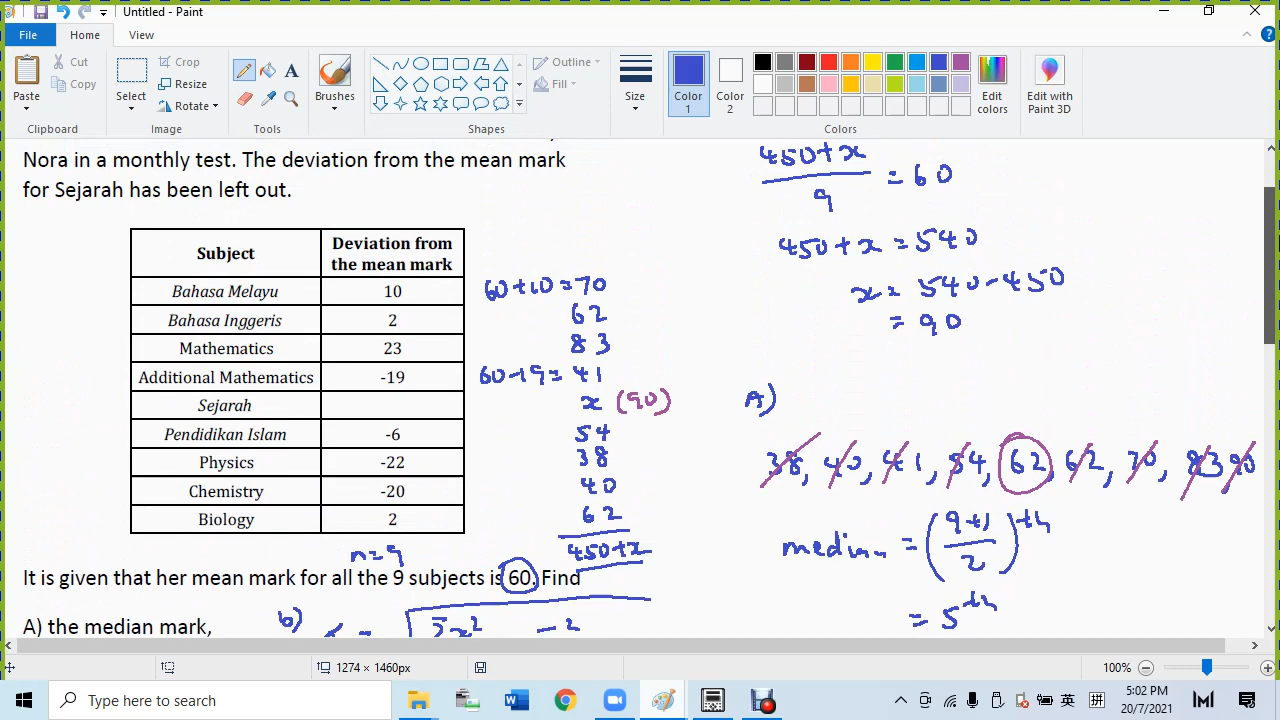 Untitled - Paint
File Home View
Paste
Cut
Copy
Clipboard
Select
Crop
Resize
Rotate
Image
A
Tools
Brushes
Shapes
Outline
Fill
Size
Color 1
Color 2
Colors
Edit colors
Edit with Paint 3D
Nora in a monthly test. The deviation from the mean mark
for Sejarah has been left out.
Subject Deviation from the mean mark
Bahasa Melayu 10 60+10=70
Bahasa Inggeris 2 62
Mathematics 23 83
Additional Mathematics -19 60-19=41
Sejarah x (90)
Pendidikan Islam -6 54
Physics -22 38
Chemistry -20 40
Biology 2 62
450+x
n=9
It is given that her mean mark for all the 9 subjects is 60. Find
A) the median mark,
b)
Σx² -2
450+x
9
=60
450+x=540
x= 540-450
= 90
A)
38, 40, 41, 54, 62, 62, 70, 83, 90
median = (9+1/2)th
= 5th
1274 × 1460px
100%
Type here to search
英 拼
5:02 PM
20/7/2021